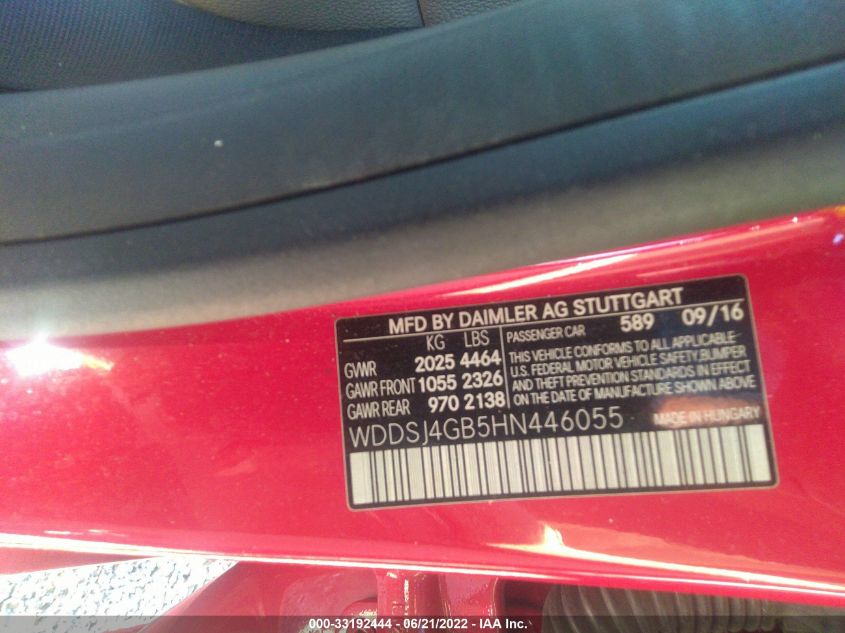 MFD BY DAIMLER AG STUTTGART
KG LBS
GVWR 2025 4464
GAWR FRONT 1055 2326
GAWR REAR 970 2138
PASSENGER CAR 589 09/16
THIS VEHICLE CONFORMS TO ALL APPLICABLE-
U.S. FEDERAL MOTOR VEHICLE SAFETY, BUMPER
AND THEFT PREVENTION STANDARDS IN EFFECT
ON THE DATE OF MANUFACTURE SHOWN ABOVE
WDDSJ4GB5HN446055
MADE IN HUNGARY
000-33192444 - 06/21/2022 - IAA Inc.